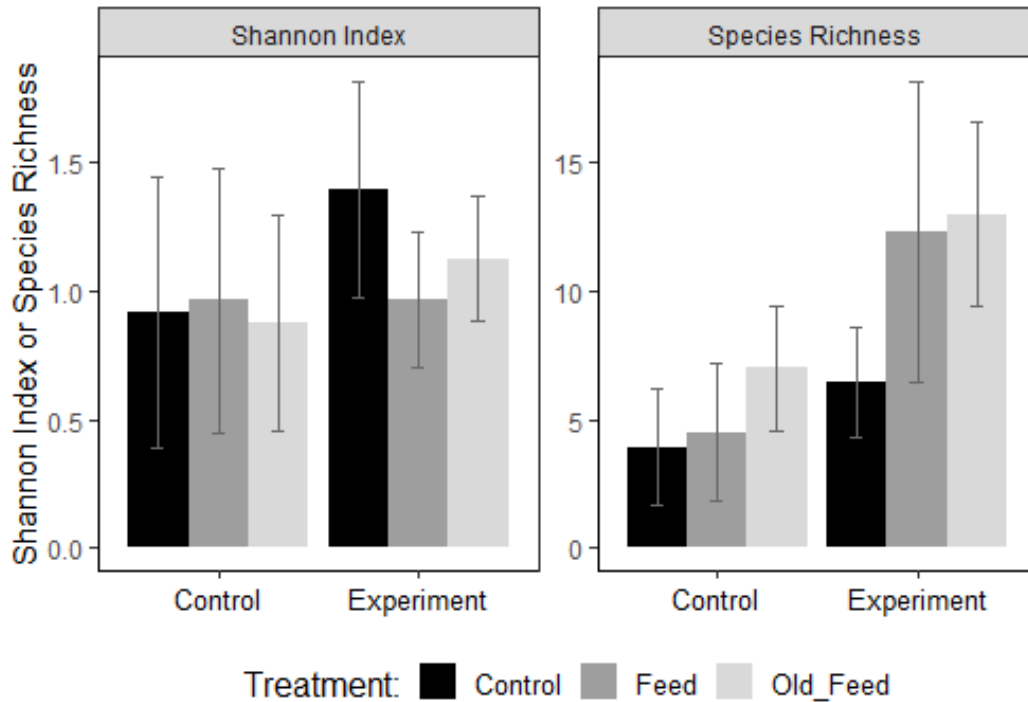 Shannon Index
Species Richness
Shannon Index or Species Richness
1.5
1.0
0.5
0.0
15
10
5
0
Control
Experiment
Control
Experiment
Treatment: Control Feed Old_Feed